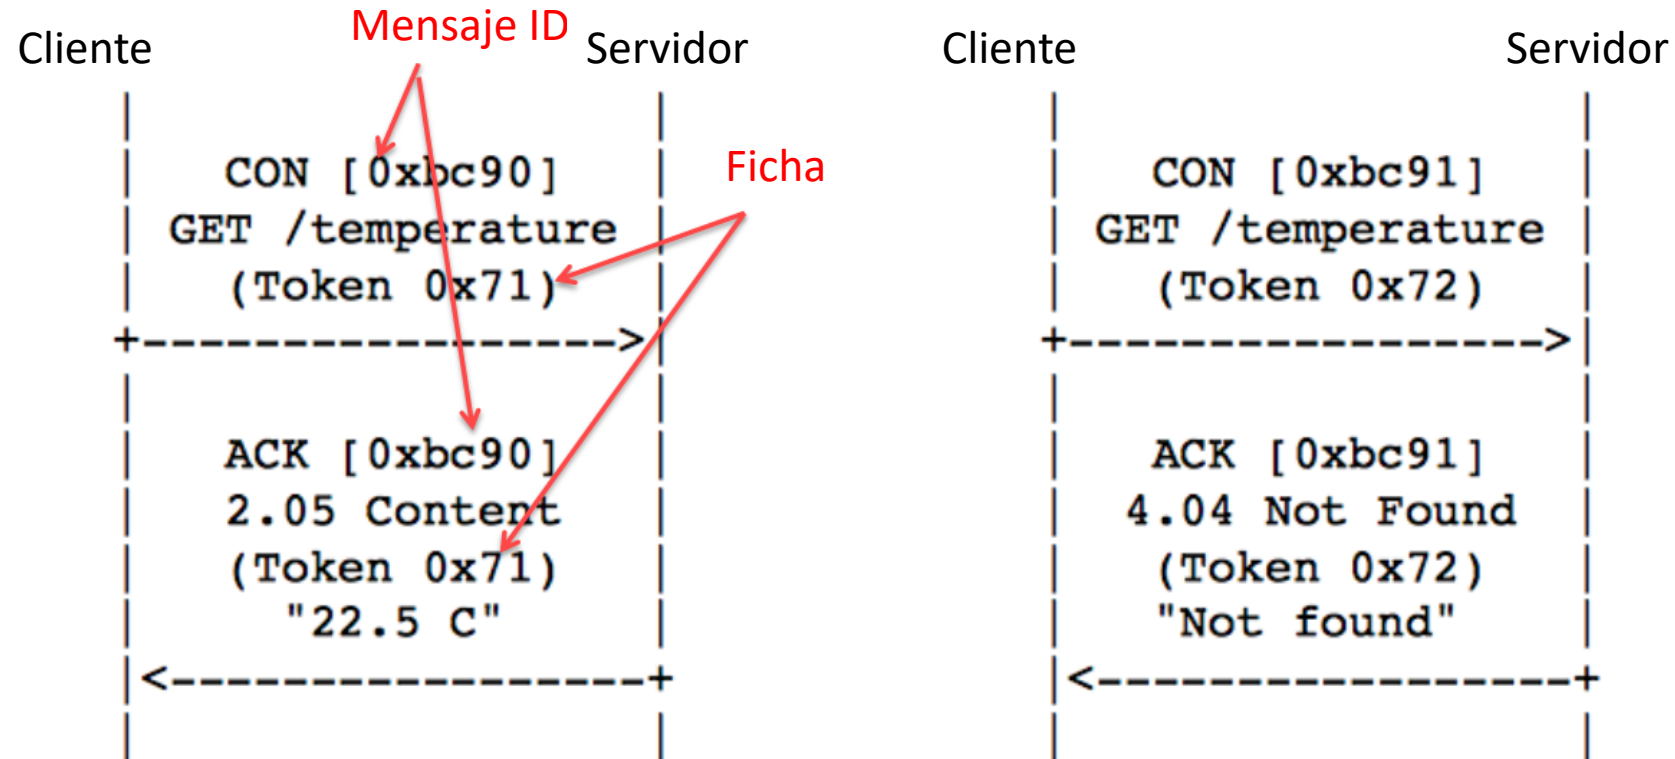 Mensaje ID
Cliente
Servidor
CON [0xbc90]
Ficha
GET /temperature
(Token 0x71)
+------------------>
ACK [0xbc90]
2.05 Content
(Token 0x71)
"22.5 C"
<------------------+
Cliente
Servidor
CON [0xbc91]
GET /temperature
(Token 0x72)
+------------------>
ACK [0xbc91]
4.04 Not Found
(Token 0x72)
"Not found"
<------------------+